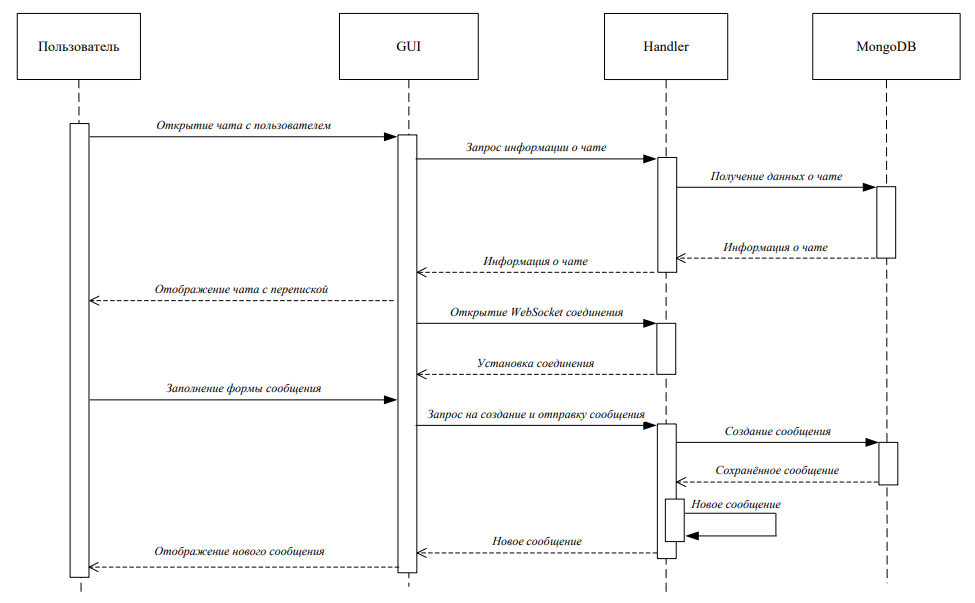 Пользователь
GUI
Handler
MongoDB
Открытие чата с пользователем
Запрос информации о чате
Получение данных о чате
Информация о чате
Информация о чате
Отображение чата с перепиской
Открытие WebSocket соединения
Установка соединения
Заполнение формы сообщения
Запрос на создание и отправку сообщения
Создание сообщения
Сохранённое сообщение
Новое сообщение
Новое сообщение
Отображение нового сообщения